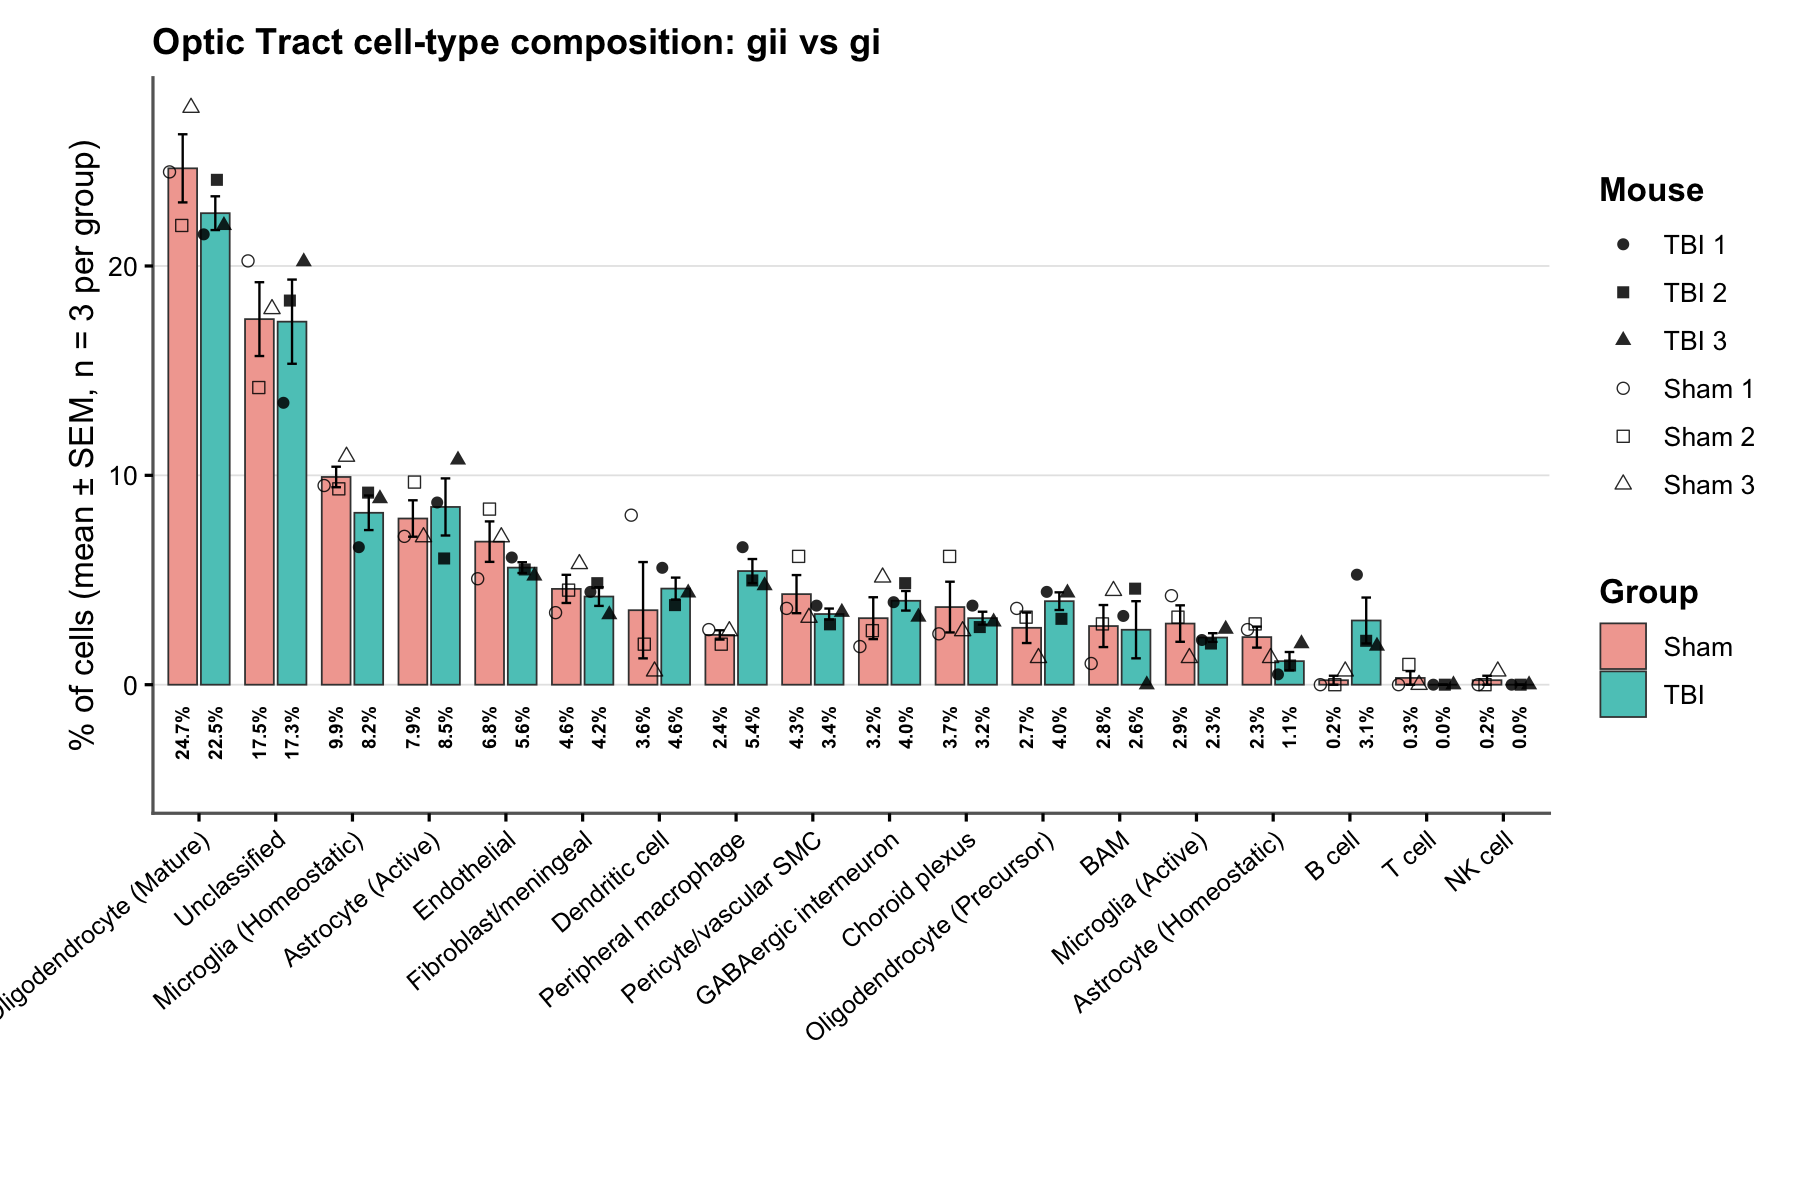 Optic Tract cell-type composition: gii vs gi
% of cells (mean ± SEM, n = 3 per group)
20
10
0
24.7%
22.5%
17.5%
17.3%
9.9%
8.2%
7.9%
8.5%
6.8%
5.6%
4.6%
4.2%
3.6%
4.6%
2.4%
5.4%
4.3%
3.4%
3.2%
4.0%
3.7%
3.2%
2.7%
4.0%
2.8%
2.6%
2.9%
2.3%
2.3%
1.1%
0.2%
3.1%
0.3%
0.0%
0.2%
0.0%
ligodendrocyte (Mature)
Unclassified
Microglia (Homeostatic)
Astrocyte (Active)
Endothelial
Fibroblast/meningeal
Dendritic cell
Peripheral macrophage
Pericyte/vascular SMC
GABAergic interneuron
Choroid plexus
Oligodendrocyte (Precursor)
BAM
Microglia (Active)
Astrocyte (Homeostatic)
B cell
T cell
NK cell
Mouse
TBI 1
TBI 2
TBI 3
Sham 1
Sham 2
Sham 3
Group
Sham
TBI